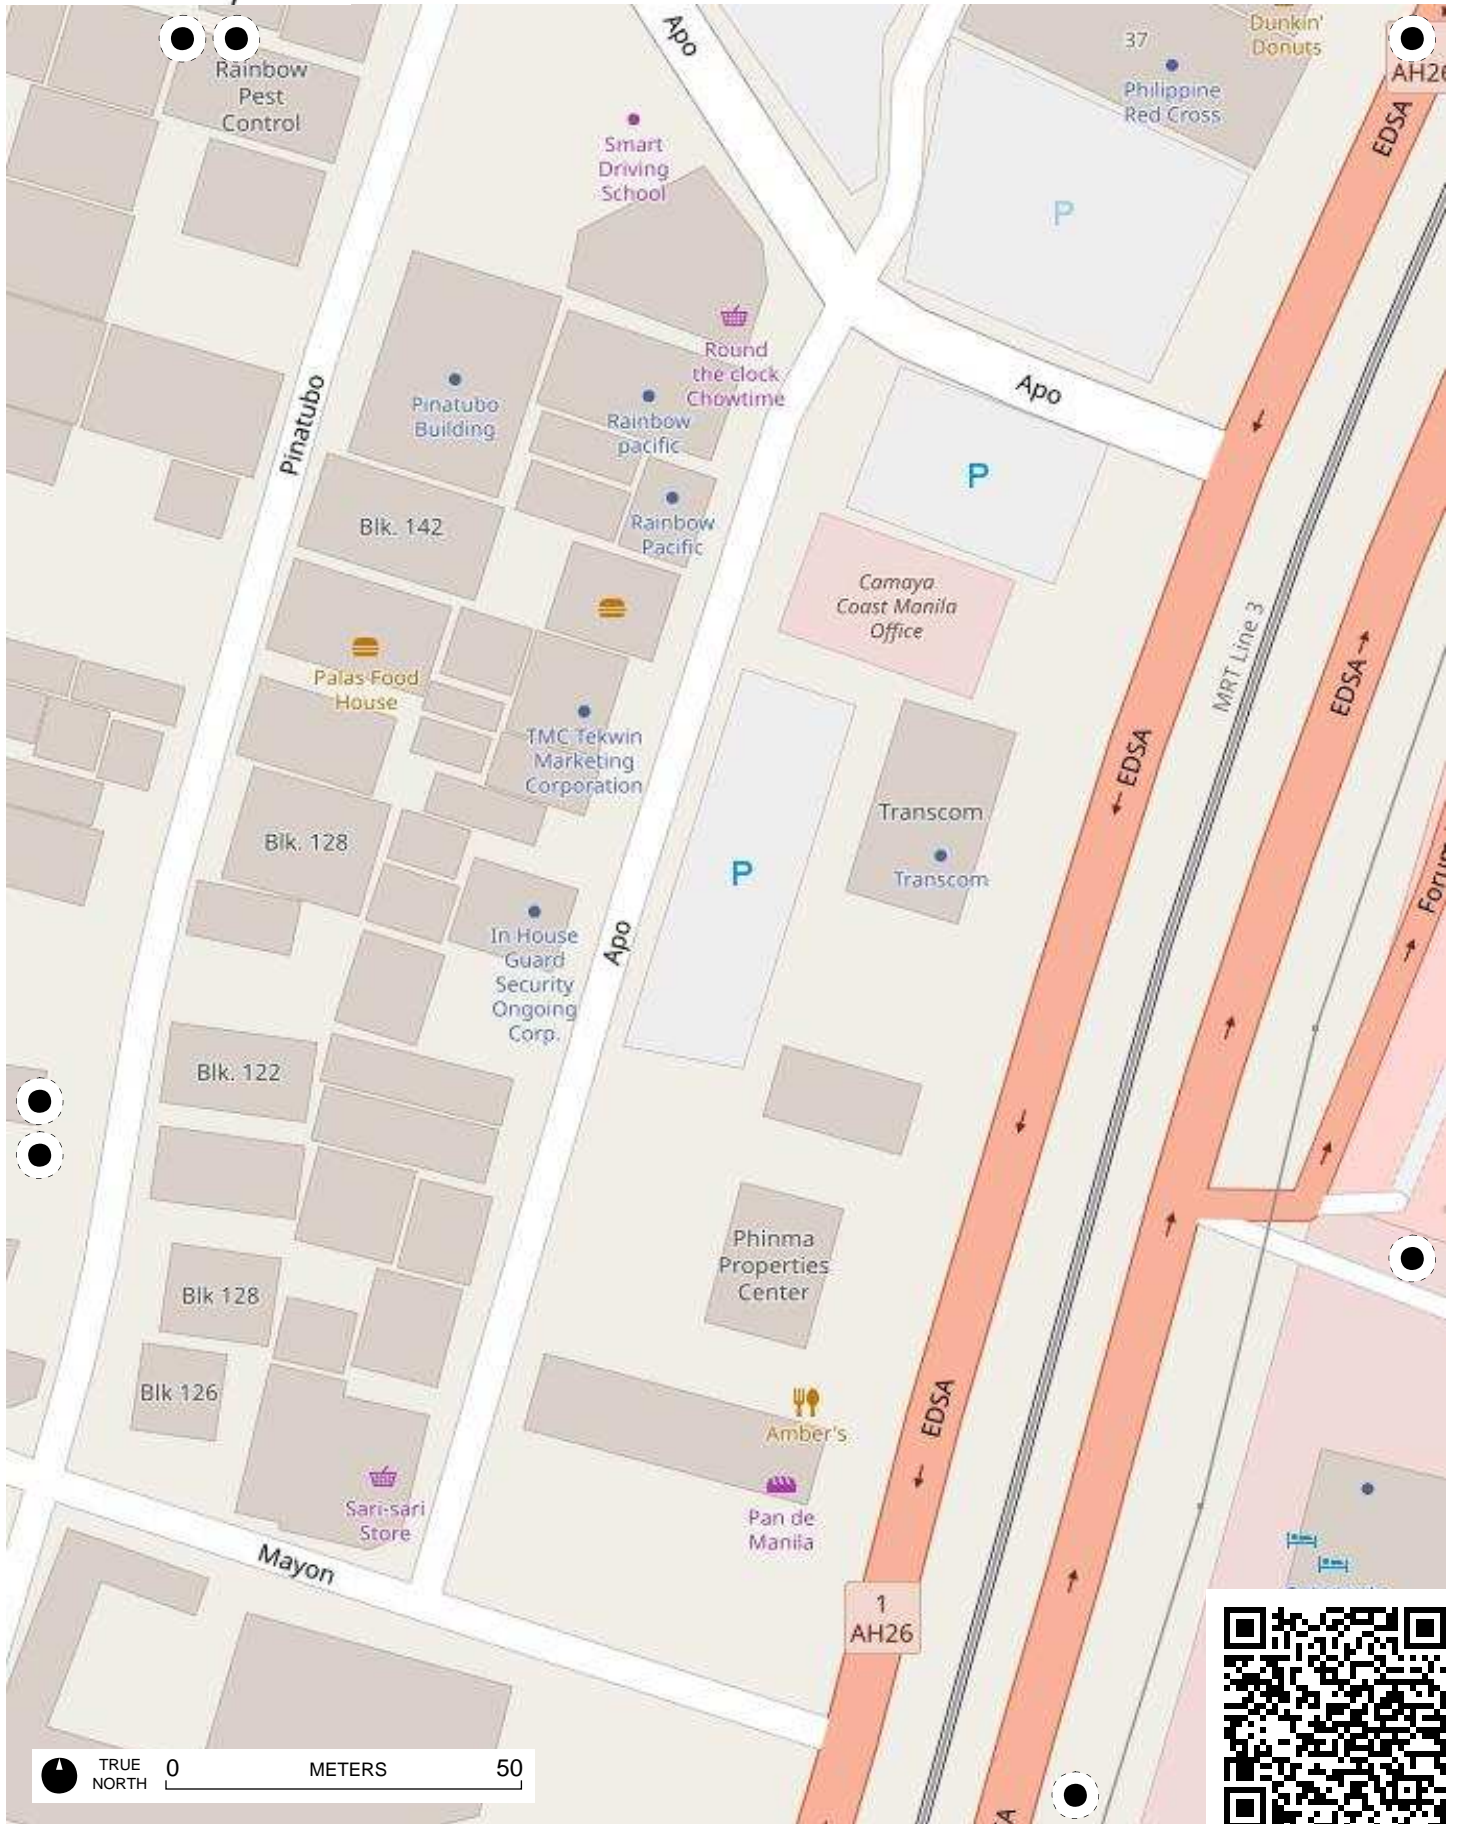 Rainbow
Pest
Control
Apo
37
Dunkin'
Donuts
Philippine
Red Cross
AH26
EDSA
Smart
Driving
School
P
Round
the clock
Chowtime
Pinatubo
Pinatubo
Building
Rainbow
pacific
Apo
P
Blk. 142
Rainbow
Pacific
Camaya
Coast Manila
Office
MRT Line 3
EDSA
EDSA
Palas Food
House
TMC Tekwin
Marketing
Corporation
Transcom
Transcom
Blk. 128
P
Forum
In House
Guard
Security
Ongoing
Corp.
Apo
Blk. 122
Phinma
Properties
Center
Blk 128
Blk 126
EDSA
Amber's
Sari-sari
Store
Pan de
Manila
Mayon
1
AH26
TRUE
NORTH
0
METERS
50